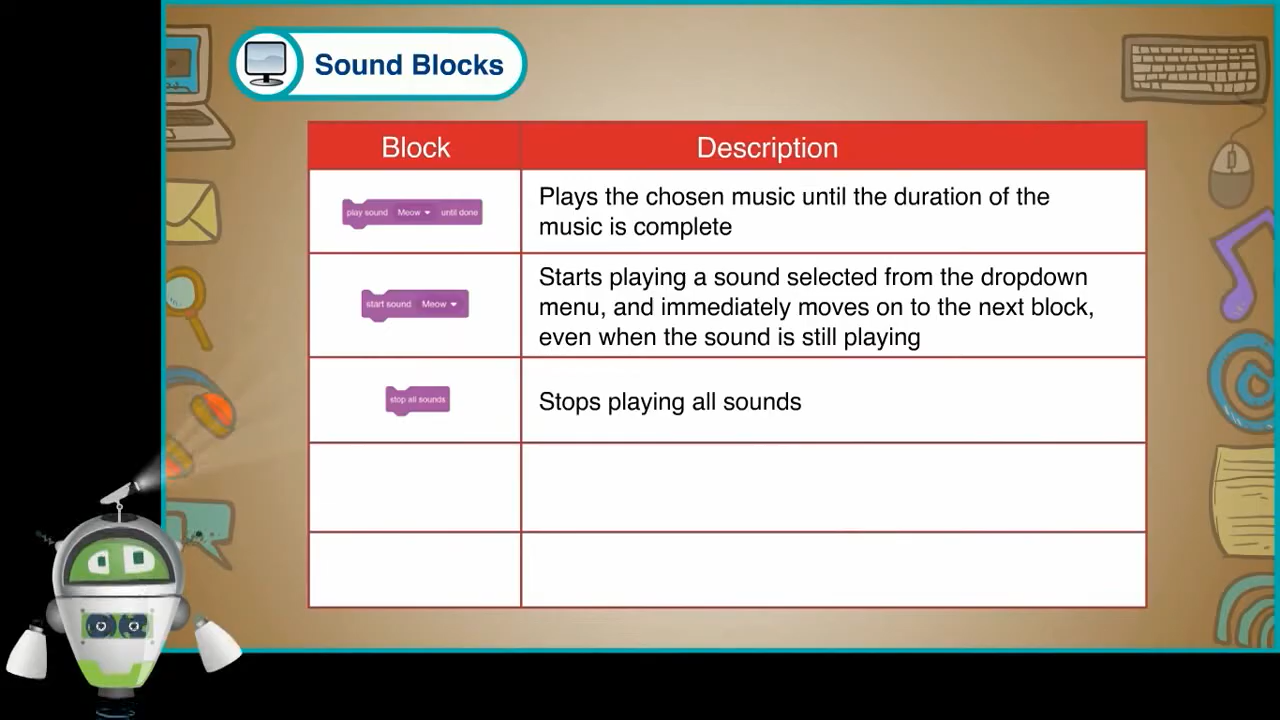 Sound Blocks
Block Description
play sound Meow until done
Plays the chosen music until the duration of the
music is complete
start sound Meow
Starts playing a sound selected from the dropdown
menu, and immediately moves on to the next block,
even when the sound is still playing
stop all sounds
Stops playing all sounds